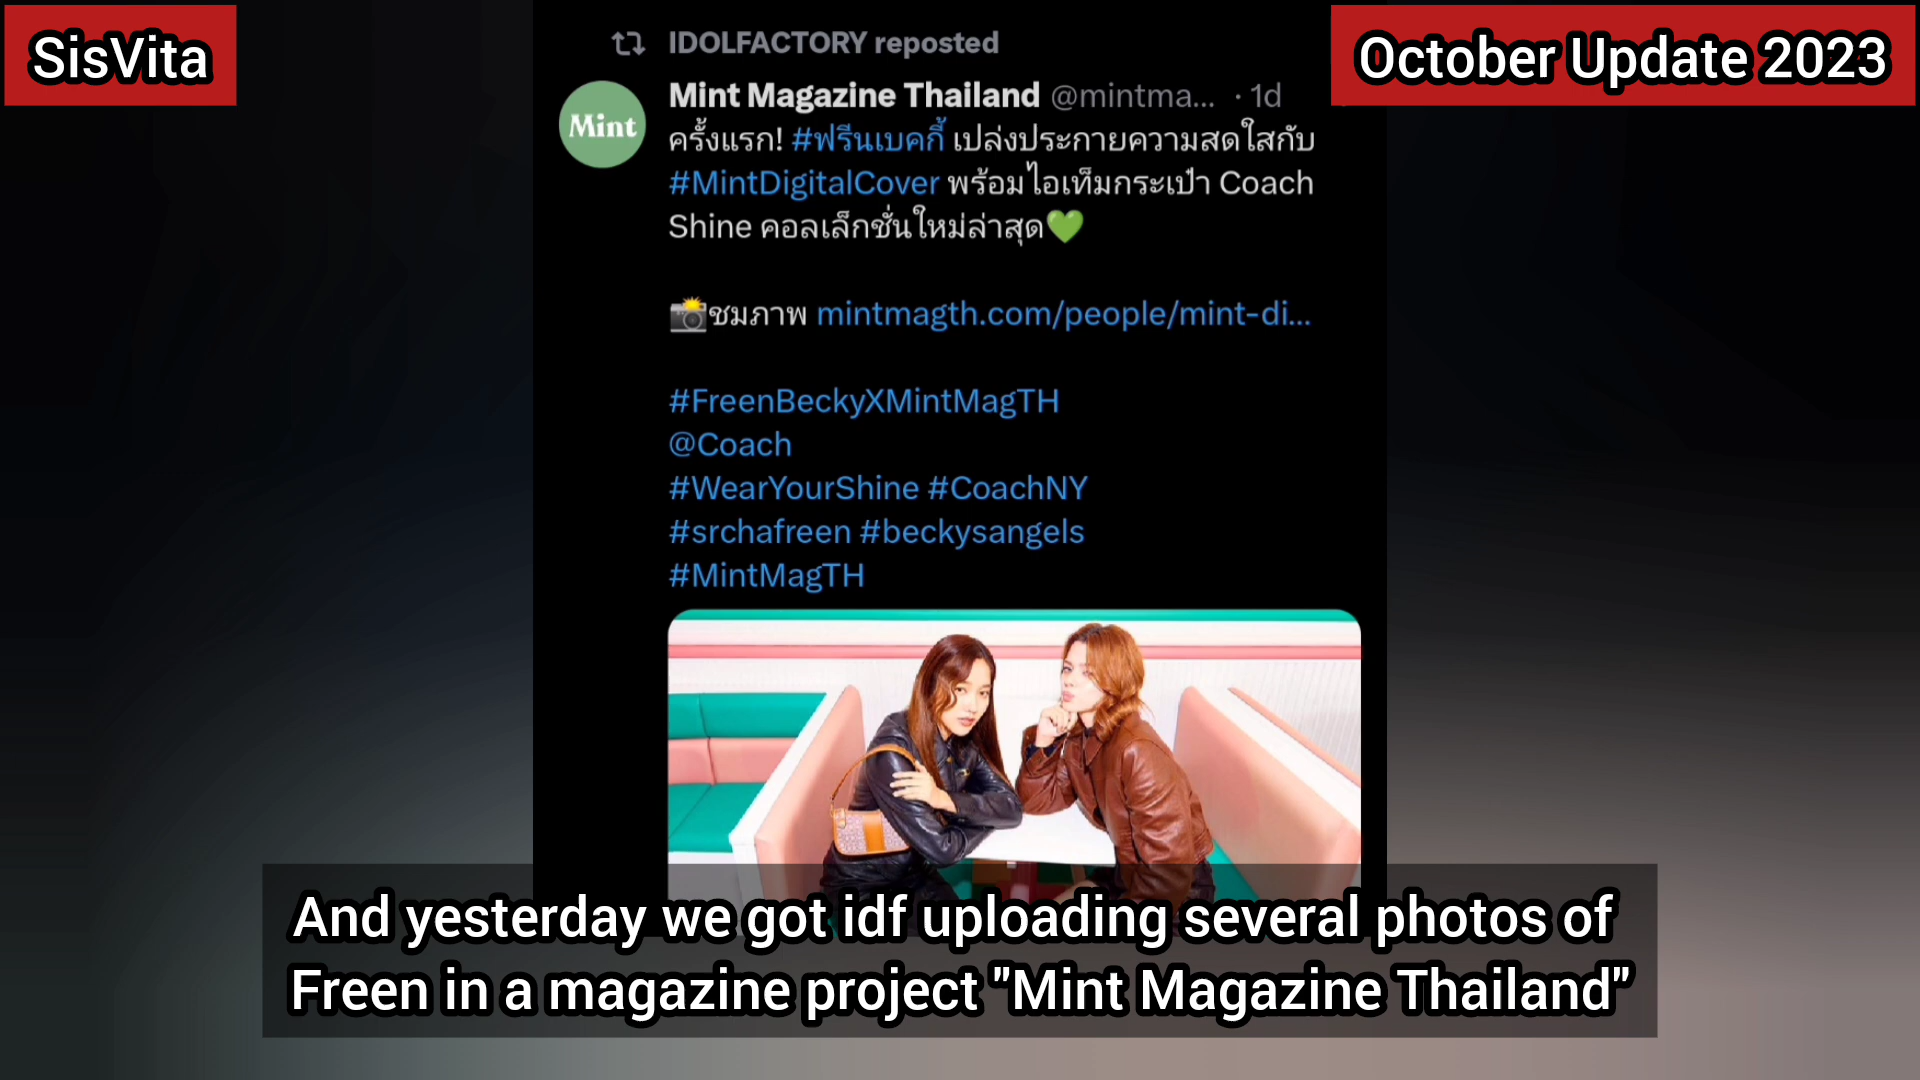 SisVita
October Update 2023
IDOLFACTORY reposted
Mint Magazine Thailand @mintma... · 1d
Mint
ครั้งแรก! #ฟรีนเบคกี้ เปล่งประกายความสดใสกับ
#MintDigitalCover พร้อมไอเท็มกระเป๋า Coach
Shine คอลเล็กชั่นใหม่ล่าสุด💚
📸ชมภาพ mintmagth.com/people/mint-di...
#FreenBeckyXMintMagTH
@Coach
#WearYourShine #CoachNY
#srchafreen #beckysangels
#MintMagTH
And yesterday we got idf uploading several photos of
Freen in a magazine project "Mint Magazine Thailand"